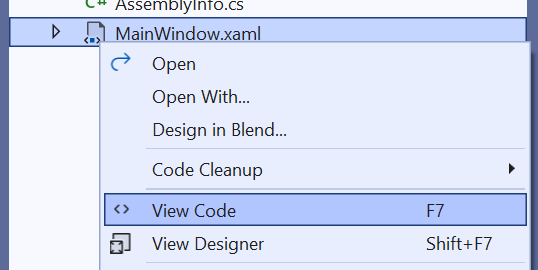 C# AssemblyInfo.cs
MainWindow.xaml
Open
Open With...
Design in Blend...
Code Cleanup
View Code F7
View Designer Shift+F7